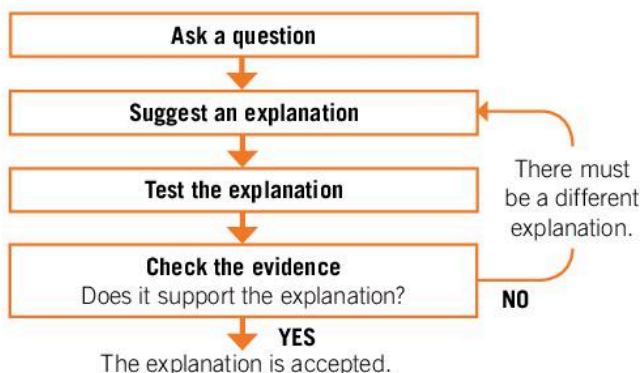 Ask a question
Suggest an explanation
Test the explanation
Check the evidence
Does it support the explanation?
There must
be a different
explanation.
NO
YES
The explanation is accepted.